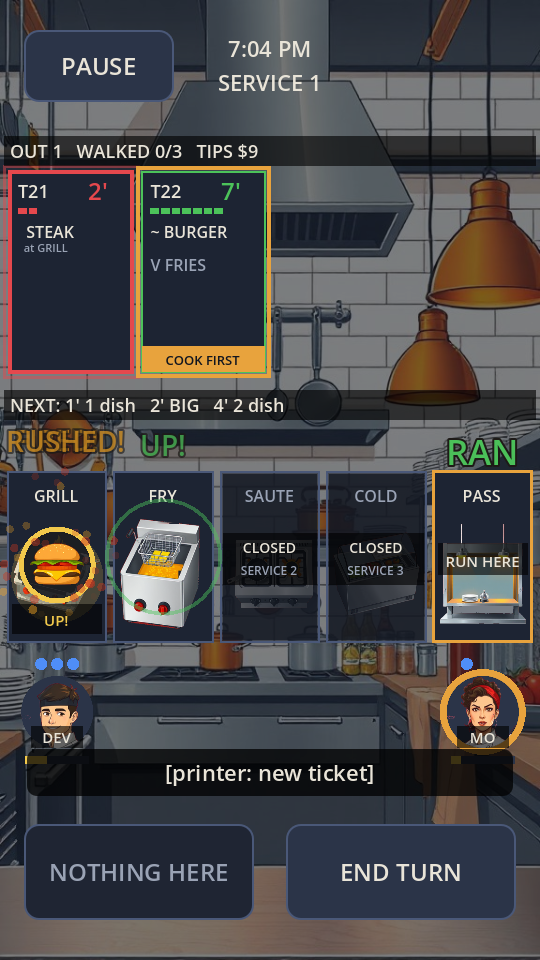 PAUSE
7:04 PM
SERVICE 1
OUT 1 WALKED 0/3 TIPS $9
T21 2'
STEAK
at GRILL
T22 7'
~ BURGER
V FRIES
COOK FIRST
NEXT: 1' 1 dish 2' BIG 4' 2 dish
RUSHED! UP! RAN
GRILL FRY SAUTE COLD PASS
CLOSED CLOSED
SERVICE 2 SERVICE 3
RUN HERE
UP!
DEV MO
[printer: new ticket]
NOTHING HERE END TURN